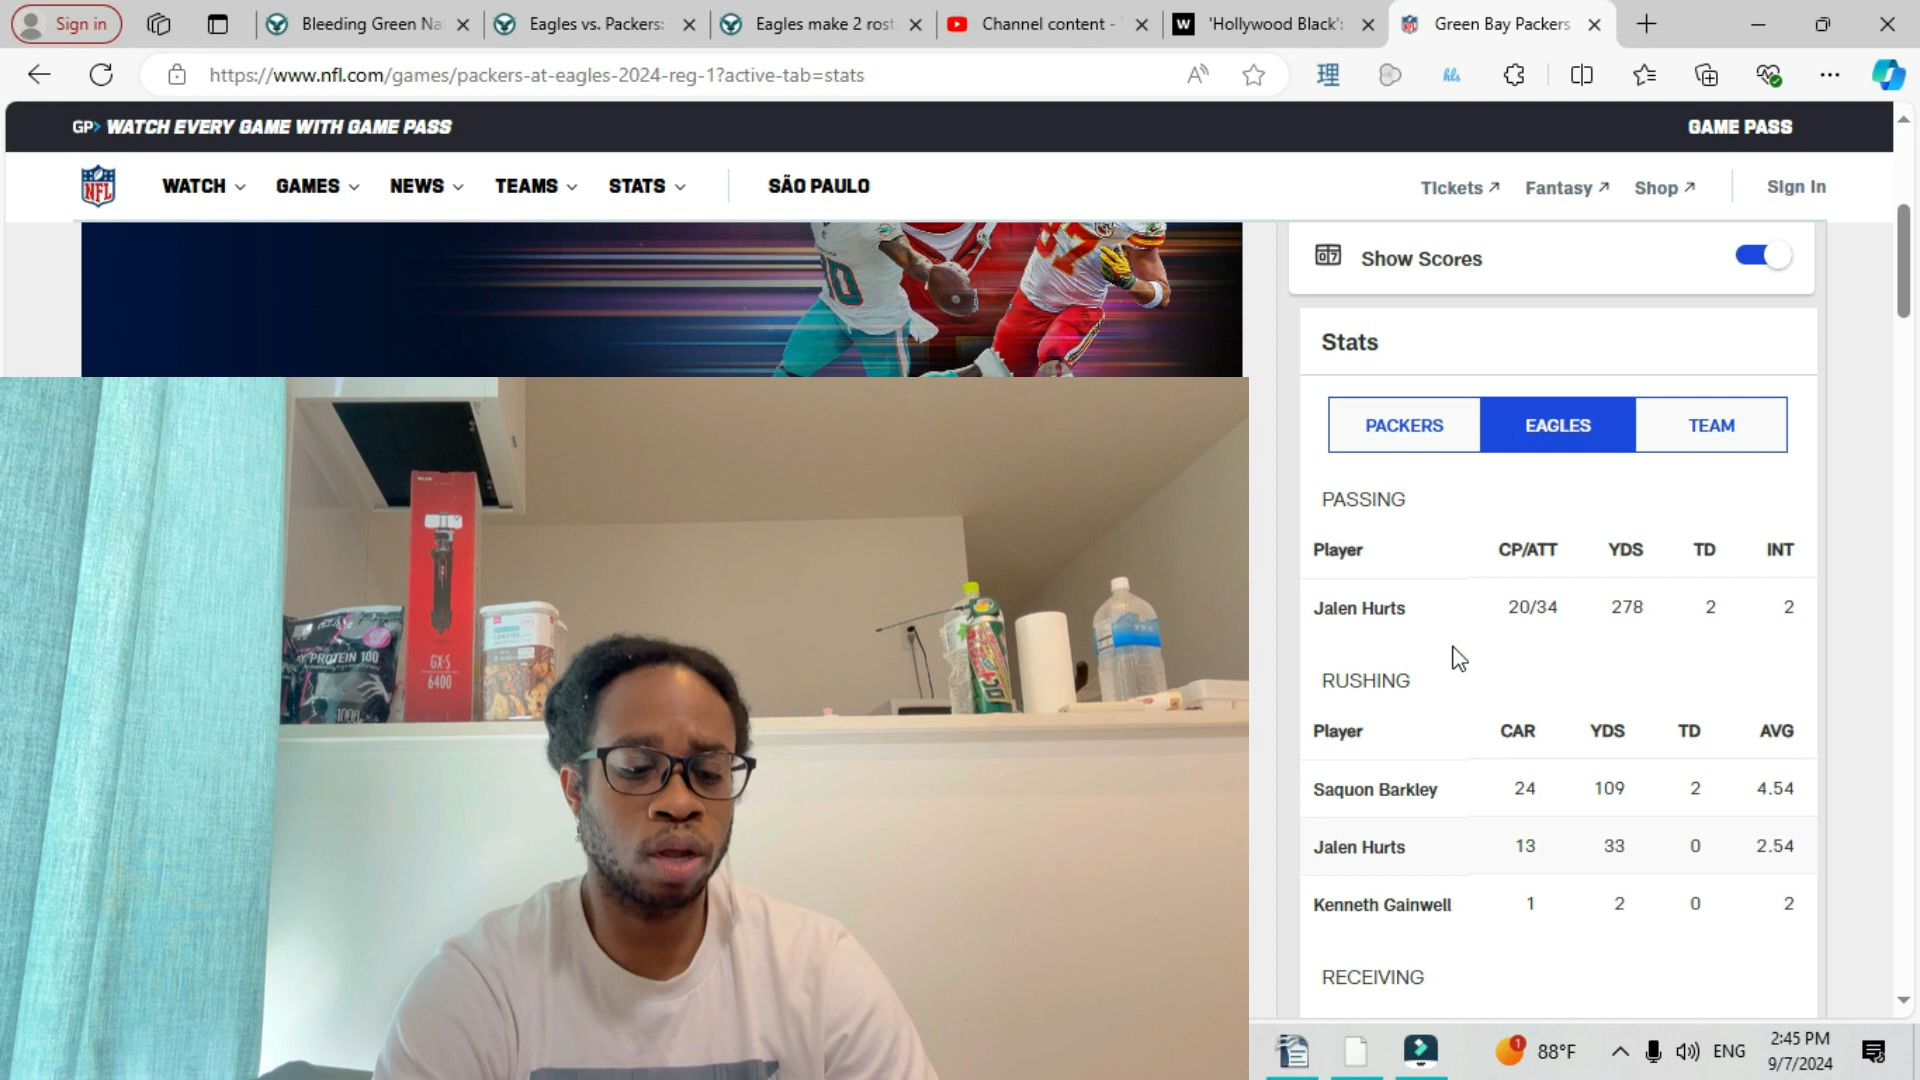 Sign in
Bleeding Green Na
Eagles vs. Packers:
Eagles make 2 rost
Channel content -
W
'Hollywood Black':
Green Bay Packers
https://www.nfl.com/games/packers-at-eagles-2024-reg-1?active-tab=stats
理
hls
GP> WATCH EVERY GAME WITH GAME PASS
GAME PASS
NFL
WATCH
GAMES
NEWS
TEAMS
STATS
SÃO PAULO
Tickets
Fantasy
Shop
Sign In
Show Scores
Stats
PACKERS
EAGLES
TEAM
PASSING
Player CP/ATT YDS TD INT
Jalen Hurts 20/34 278 2 2
RUSHING
Player CAR YDS TD AVG
Saquon Barkley 24 109 2 4.54
Jalen Hurts 13 33 0 2.54
Kenneth Gainwell 1 2 0 2
RECEIVING
PROTEIN 100
1000
GX-S
6400
1
88°F
ENG
2:45 PM
9/7/2024